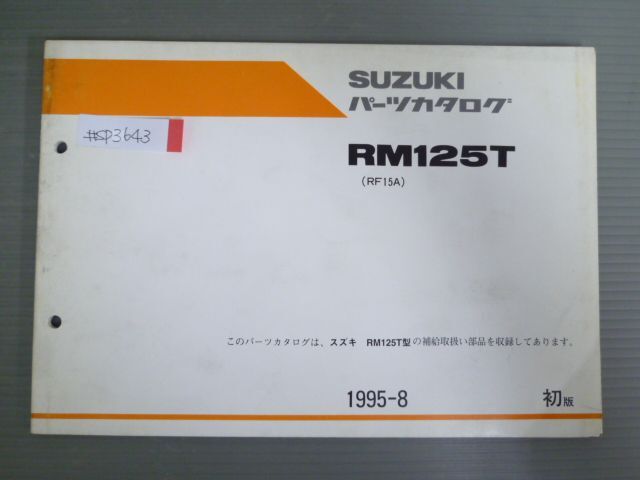 SUZUKI
パーツカタログ
#SP3643
RM125T
(RF15A)
このパーツカタログは、スズキ RM125T型の補給取扱い部品を収録してあります。
1995-8 初版